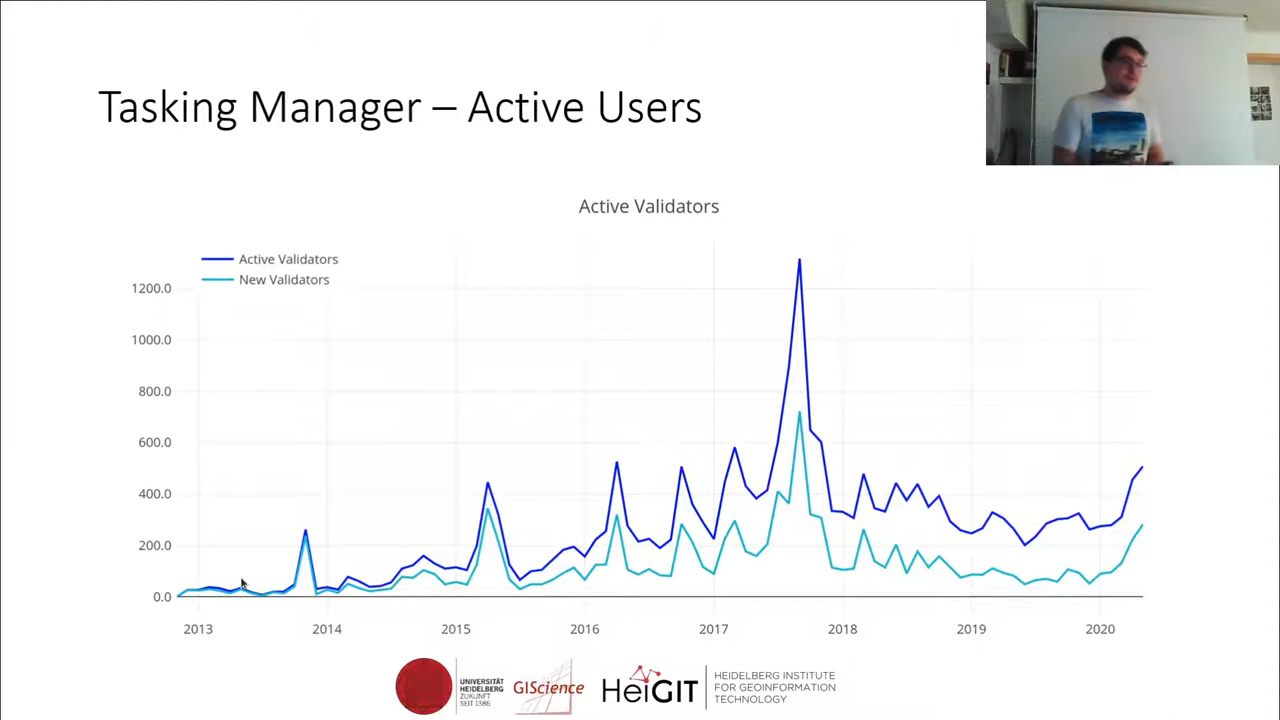 Tasking Manager – Active Users
Active Validators
Active Validators
New Validators
1200.0
1000.0
800.0
600.0
400.0
200.0
0.0
2013
2014
2015
2016
2017
2018
2019
2020
UNIVERSITÄT
HEIDELBERG
ZUKUNFT
SEIT 1386
GIScience
HeiGIT
HEIDELBERG INSTITUTE
FOR GEOINFORMATION
TECHNOLOGY